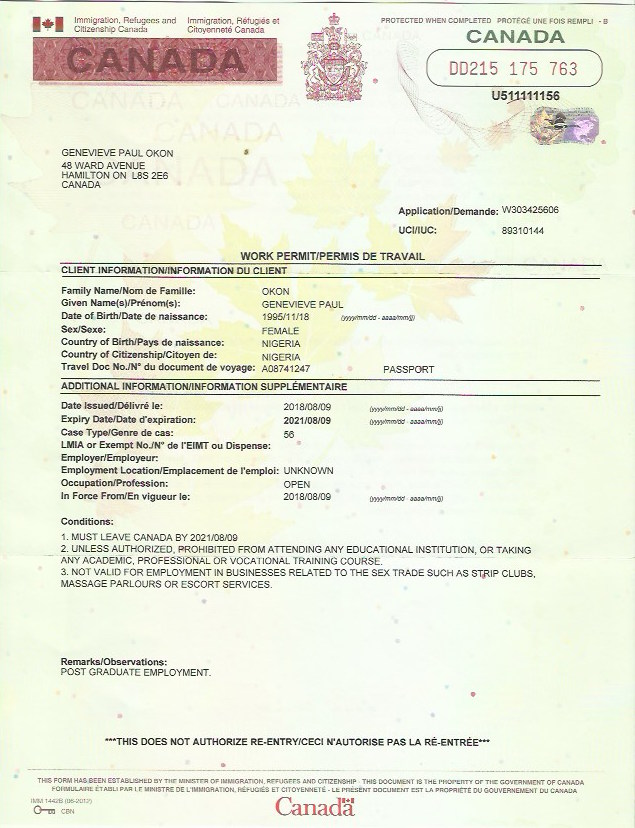 Immigration, Refugees and Citizenship Canada
Immigration, Réfugiés et Citoyenneté Canada
CANADA
PROTECTED WHEN COMPLETED PROTÉGÉ UNE FOIS REMPLI - B
CANADA
DD215 175 763
U511111156
GENEVIEVE PAUL OKON
48 WARD AVENUE
HAMILTON ON L8S 2E6
CANADA
Application/Demande: W303425606
UCI/IUC: 89310144
WORK PERMIT/PERMIS DE TRAVAIL
CLIENT INFORMATION/INFORMATION DU CLIENT
Family Name/Nom de Famille: OKON
Given Name(s)/Prénom(s): GENEVIEVE PAUL
Date of Birth/Date de naissance: 1995/11/18 (yyyy/mm/dd - aaaa/mm/jj)
Sex/Sexe: FEMALE
Country of Birth/Pays de naissance: NIGERIA
Country of Citizenship/Citoyen de: NIGERIA
Travel Doc No./N° du document de voyage: A08741247 PASSPORT
ADDITIONAL INFORMATION/INFORMATION SUPPLÉMENTAIRE
Date Issued/Délivré le: 2018/08/09 (yyyy/mm/dd - aaaa/mm/jj)
Expiry Date/Date d'expiration: 2021/08/09 (yyyy/mm/dd - aaaa/mm/jj)
Case Type/Genre de cas: 56
LMIA or Exempt No./N° de l'EIMT ou Dispense:
Employer/Employeur:
Employment Location/Emplacement de l'emploi: UNKNOWN
Occupation/Profession: OPEN
In Force From/En vigueur le: 2018/08/09 (yyyy/mm/dd - aaaa/mm/jj)
Conditions:
1. MUST LEAVE CANADA BY 2021/08/09
2. UNLESS AUTHORIZED, PROHIBITED FROM ATTENDING ANY EDUCATIONAL INSTITUTION, OR TAKING
ANY ACADEMIC, PROFESSIONAL OR VOCATIONAL TRAINING COURSE.
3. NOT VALID FOR EMPLOYMENT IN BUSINESSES RELATED TO THE SEX TRADE SUCH AS STRIP CLUBS,
MASSAGE PARLOURS OR ESCORT SERVICES.
Remarks/Observations:
POST GRADUATE EMPLOYMENT.
***THIS DOES NOT AUTHORIZE RE-ENTRY/CECI N'AUTORISE PAS LA RÉ-ENTRÉE***
THIS FORM HAS BEEN ESTABLISHED BY THE MINISTER OF IMMIGRATION, REFUGEES AND CITIZENSHIP - THIS DOCUMENT IS THE PROPERTY OF THE GOVERNMENT OF CANADA
FORMULAIRE ÉTABLI PAR LE MINISTRE DE L'IMMIGRATION, RÉFUGIÉS ET CITOYENNETÉ - LE PRÉSENT DOCUMENT EST LA PROPRIÉTÉ DU GOUVERNEMENT DU CANADA
IMM 1442B (06-2012)
CBN
Canada